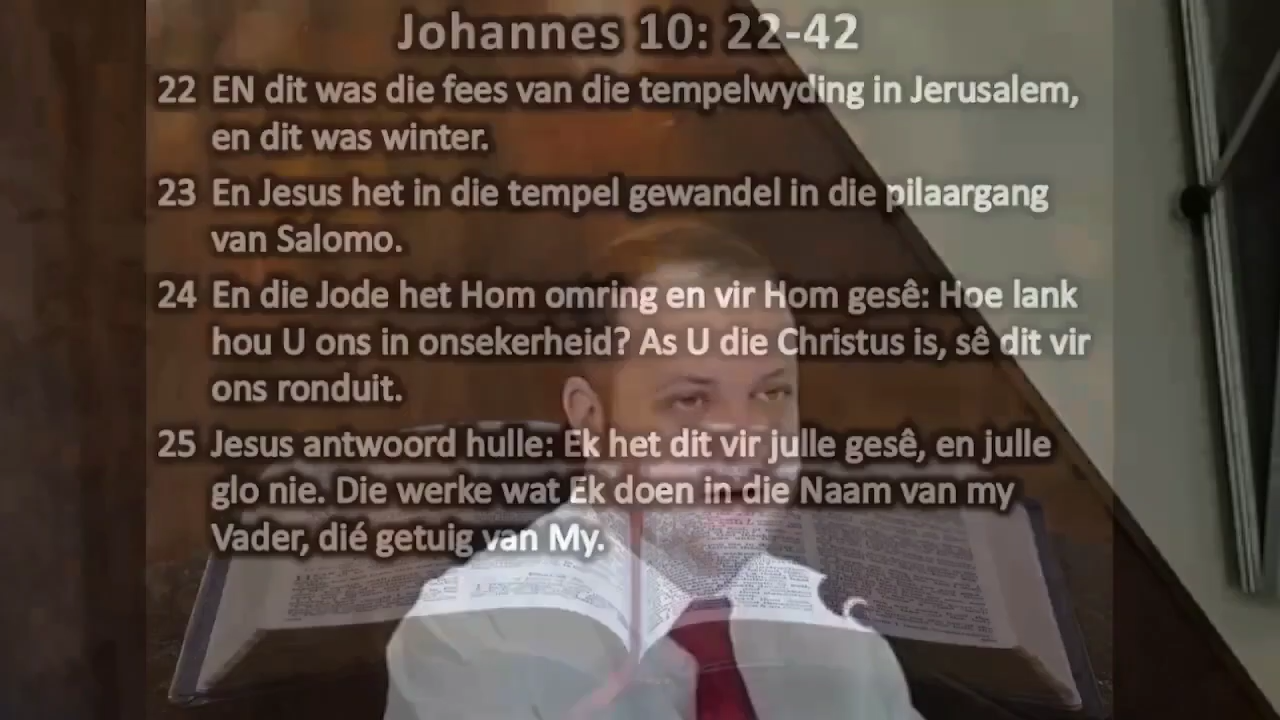 Johannes 10: 22-42
22 EN dit was die fees van die tempelwyding in Jerusalem,
en dit was winter.
23 En Jesus het in die tempel gewandel in die pilaargang
van Salomo.
24 En die Jode het Hom omring en vir Hom gesê: Hoe lank
hou U ons in onsekerheid? As U die Christus is, sê dit vir
ons ronduit.
25 Jesus antwoord hulle: Ek het dit vir julle gesê, en julle
glo nie. Die werke wat Ek doen in die Naam van my
Vader, dié getuig van My.